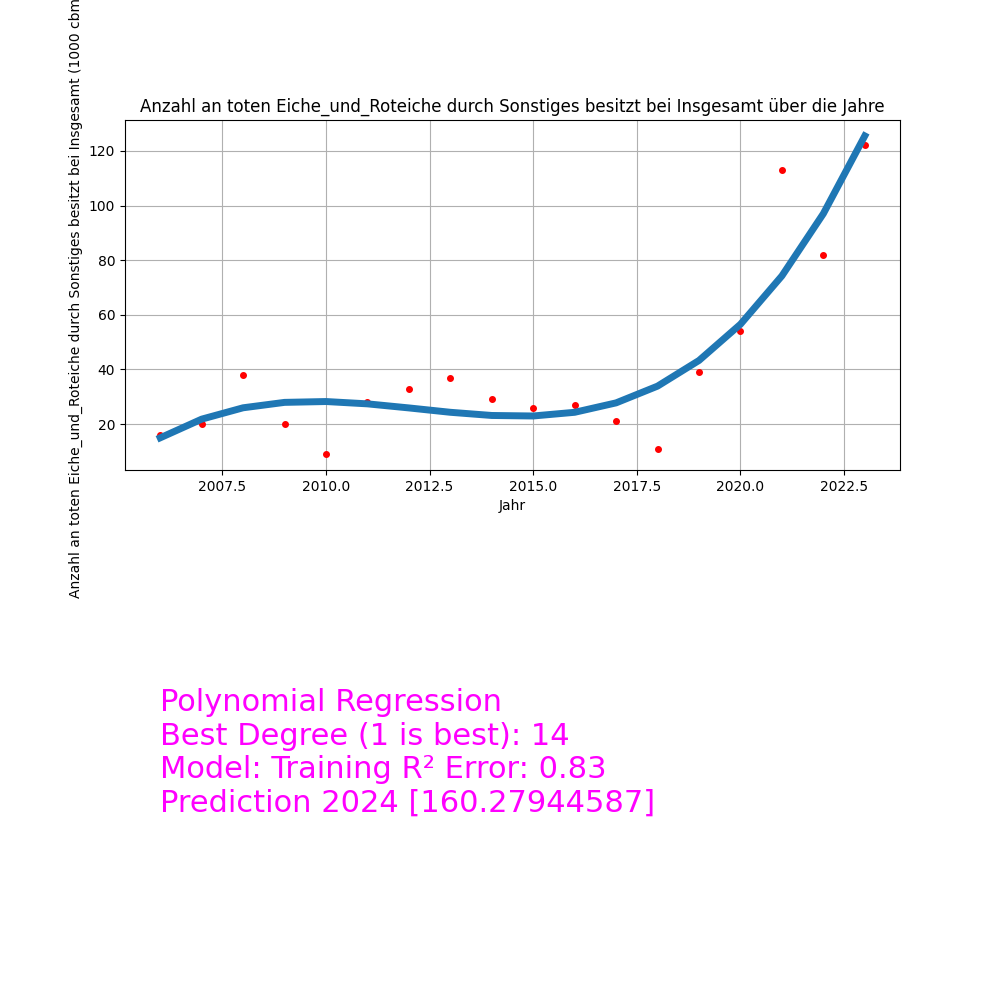 Anzahl an toten Eiche_und_Roteiche durch Sonstiges besitzt bei Insgesamt über die Jahre
Anzahl an toten Eiche_und_Roteiche durch Sonstiges besitzt bei Insgesamt (1000 cbm
120
100
80
60
40
20
2007.5 2010.0 2012.5 2015.0 2017.5 2020.0 2022.5
Jahr
Polynomial Regression
Best Degree (1 is best): 14
Model: Training R² Error: 0.83
Prediction 2024 [160.27944587]